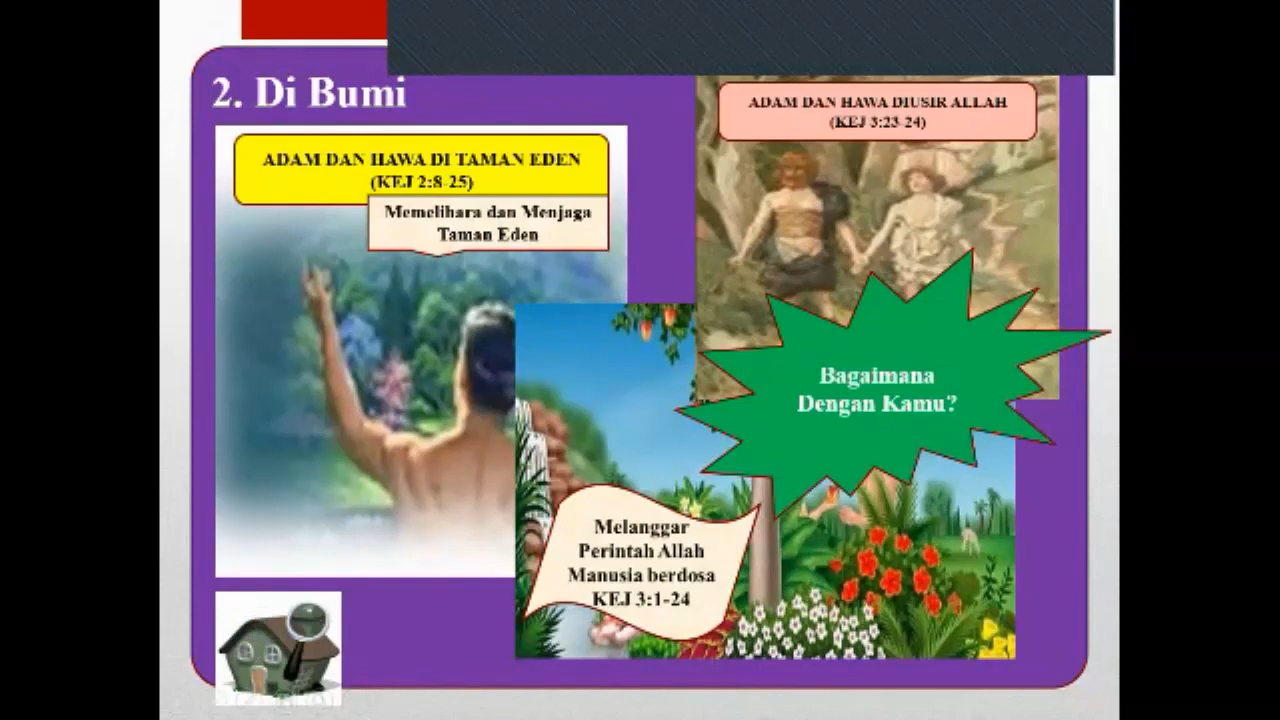 2. Di Bumi
ADAM DAN HAWA DI TAMAN EDEN
(KEJ 2:8-25)
Memelihara dan Menjaga
Taman Eden
ADAM DAN HAWA DIUSIR ALLAH
(KEJ 3:23-24)
Bagaimana
Dengan Kamu?
Melanggar
Perintah Allah
Manusia berdosa
KEJ 3:1-24